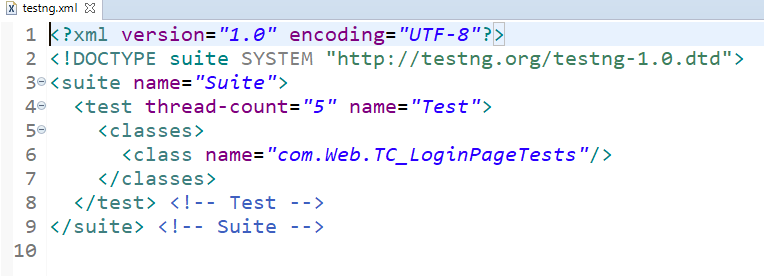 testng.xml
1 <?xml version="1.0" encoding="UTF-8"?>
2 <!DOCTYPE suite SYSTEM "http://testng.org/testng-1.0.dtd">
3 <suite name="Suite">
4   <test thread-count="5" name="Test">
5     <classes>
6       <class name="com.Web.TC_LoginPageTests"/>
7     </classes>
8   </test> <!-- Test -->
9 </suite> <!-- Suite -->
10